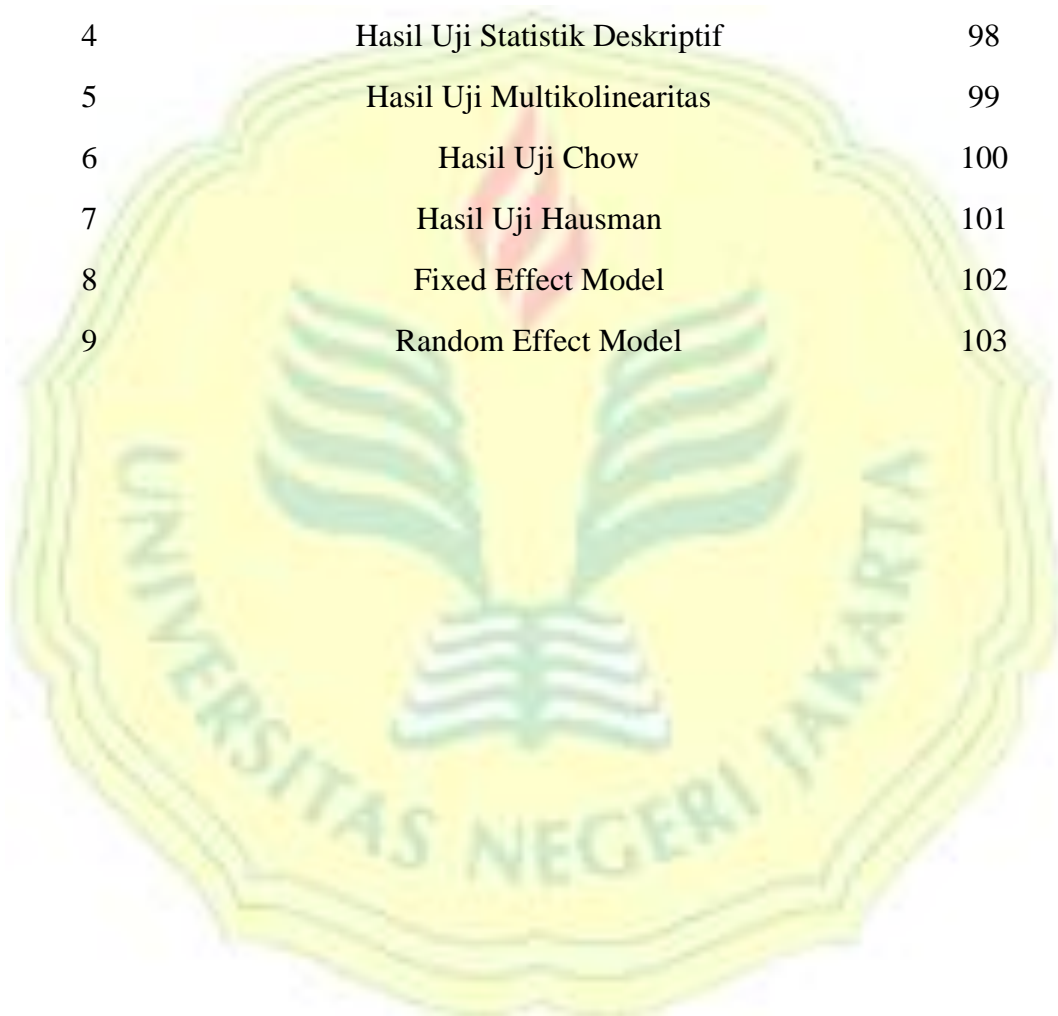 4 Hasil Uji Statistik Deskriptif 98
5 Hasil Uji Multikolinearitas 99
6 Hasil Uji Chow 100
7 Hasil Uji Hausman 101
8 Fixed Effect Model 102
9 Random Effect Model 103
UNIVERSITAS NEGERI JAKARTA